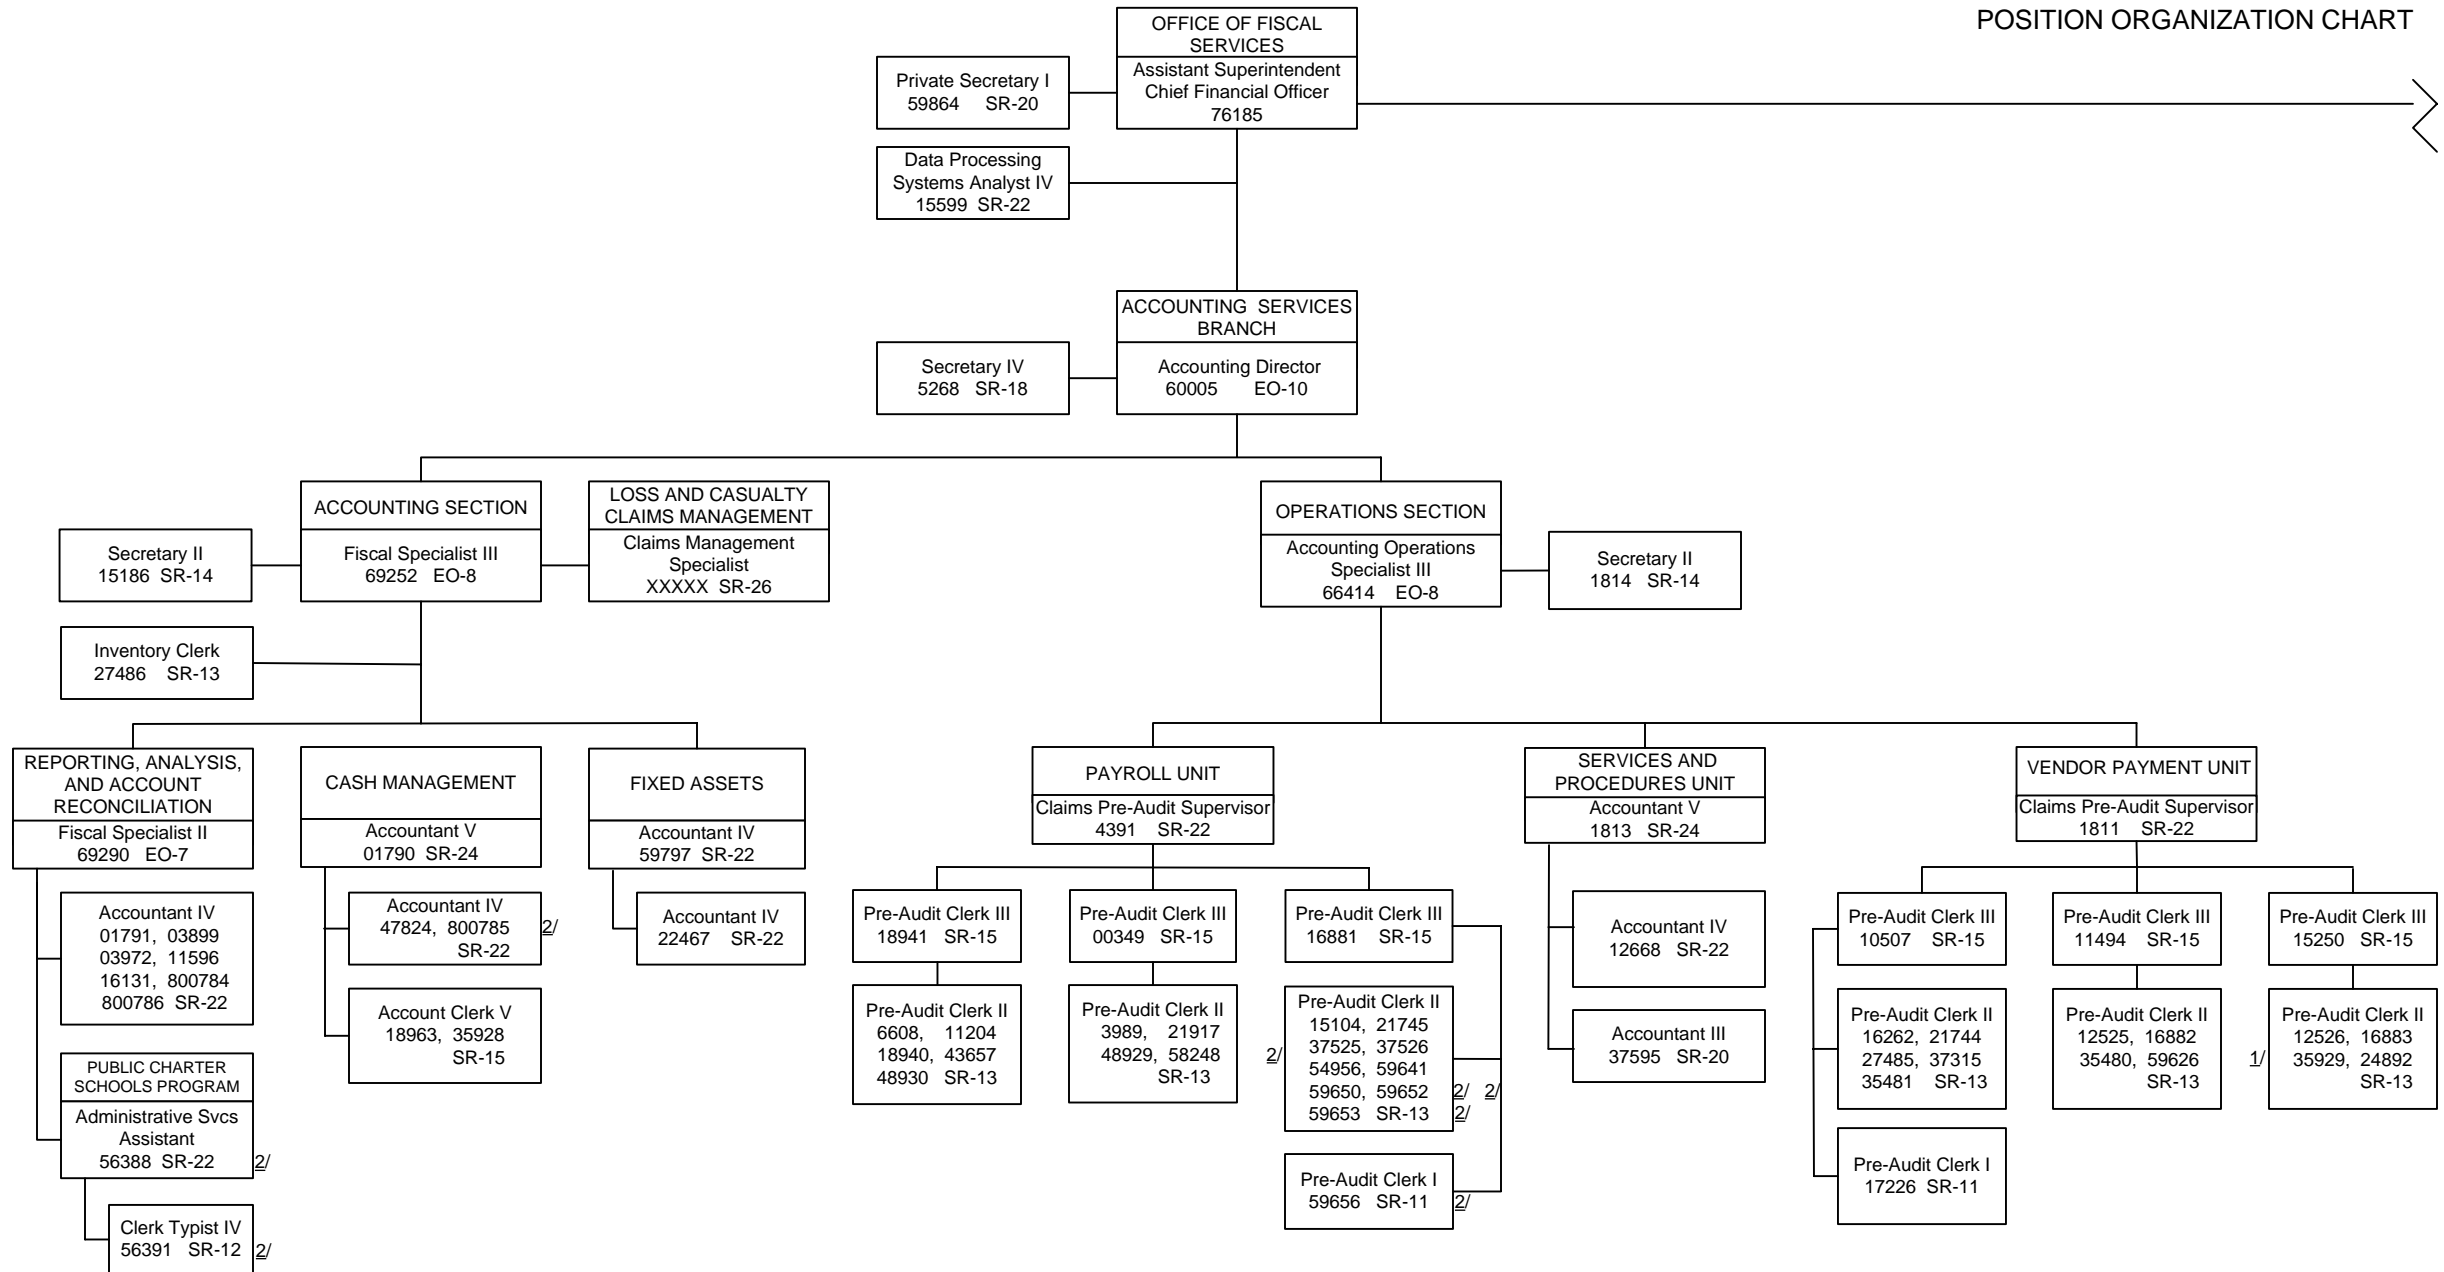 POSITION ORGANIZATION CHART
OFFICE OF FISCAL
SERVICES
Assistant Superintendent
Chief Financial Officer
76185
Private Secretary I
59864 SR-20
Data Processing
Systems Analyst IV
15599 SR-22
ACCOUNTING SERVICES
BRANCH
Accounting Director
60005 EO-10
Secretary IV
5268 SR-18
ACCOUNTING SECTION
Fiscal Specialist III
69252 EO-8
Secretary II
15186 SR-14
LOSS AND CASUALTY
CLAIMS MANAGEMENT
Claims Management
Specialist
XXXXX SR-26
Inventory Clerk
27486 SR-13
OPERATIONS SECTION
Accounting Operations
Specialist III
66414 EO-8
Secretary II
1814 SR-14
REPORTING, ANALYSIS,
AND ACCOUNT
RECONCILIATION
Fiscal Specialist II
69290 EO-7
Accountant IV
01791, 03899
03972, 11596
16131, 800784
800786 SR-22
PUBLIC CHARTER
SCHOOLS PROGRAM
Administrative Svcs
Assistant
56388 SR-22 2/
Clerk Typist IV
56391 SR-12 2/
CASH MANAGEMENT
Accountant V
01790 SR-24
Accountant IV
47824, 800785 2/
SR-22
Account Clerk V
18963, 35928
SR-15
FIXED ASSETS
Accountant IV
59797 SR-22
Accountant IV
22467 SR-22
PAYROLL UNIT
Claims Pre-Audit Supervisor
4391 SR-22
Pre-Audit Clerk III
18941 SR-15
Pre-Audit Clerk II
6608, 11204
18940, 43657
48930 SR-13
Pre-Audit Clerk III
00349 SR-15
Pre-Audit Clerk II
3989, 21917
48929, 58248
SR-13
Pre-Audit Clerk III
16881 SR-15
Pre-Audit Clerk II
15104, 21745
37525, 37526
2/ 54956, 59641
59650, 59652 2/ 2/
59653 SR-13 2/
Pre-Audit Clerk I
59656 SR-11 2/
SERVICES AND
PROCEDURES UNIT
Accountant V
1813 SR-24
Accountant IV
12668 SR-22
Accountant III
37595 SR-20
VENDOR PAYMENT UNIT
Claims Pre-Audit Supervisor
1811 SR-22
Pre-Audit Clerk III
10507 SR-15
Pre-Audit Clerk II
16262, 21744
27485, 37315
35481 SR-13
Pre-Audit Clerk I
17226 SR-11
Pre-Audit Clerk III
11494 SR-15
Pre-Audit Clerk II
12525, 16882
35480, 59626
SR-13
Pre-Audit Clerk III
15250 SR-15
Pre-Audit Clerk II
12526, 16883
1/ 35929, 24892
SR-13